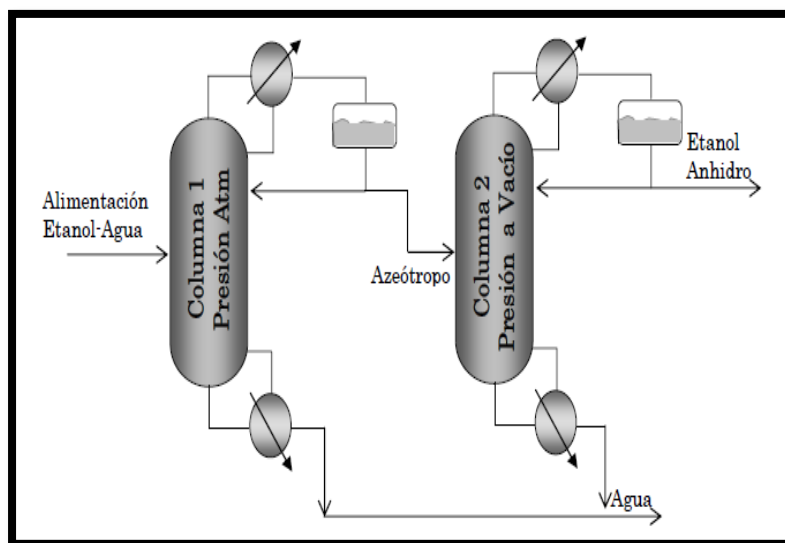 Alimentación
Etanol-Agua
Columna 1
Presión Atm
Azeótropo
Columna 2
Presión a Vacío
Etanol
Anhidro
Agua